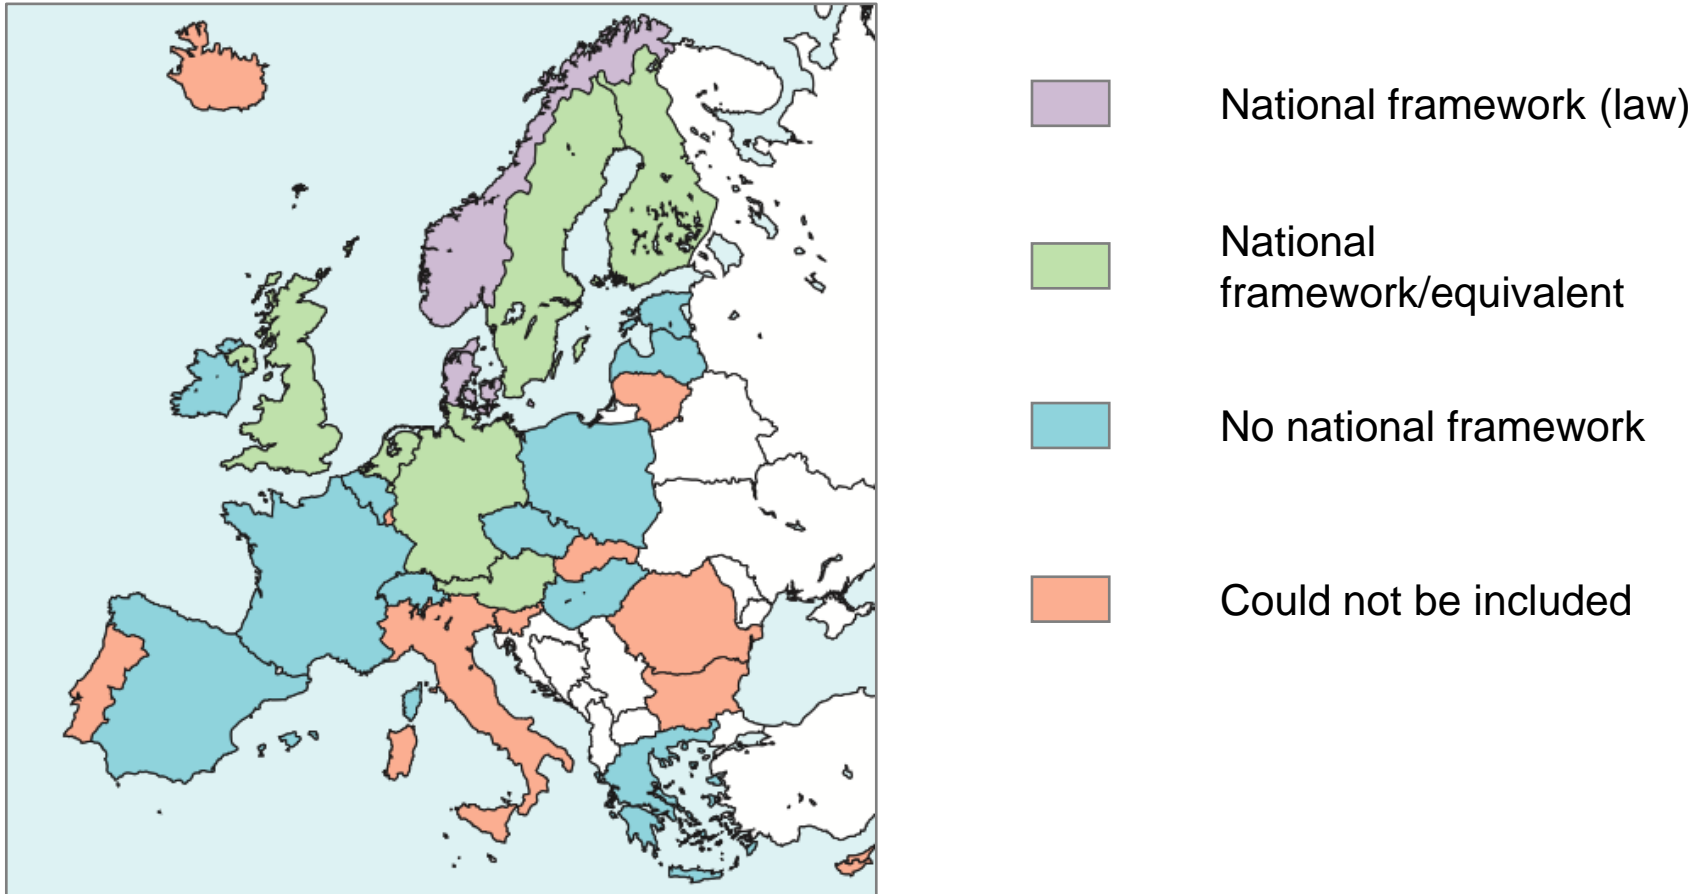 National framework (law)
National
framework/equivalent
No national framework
Could not be included